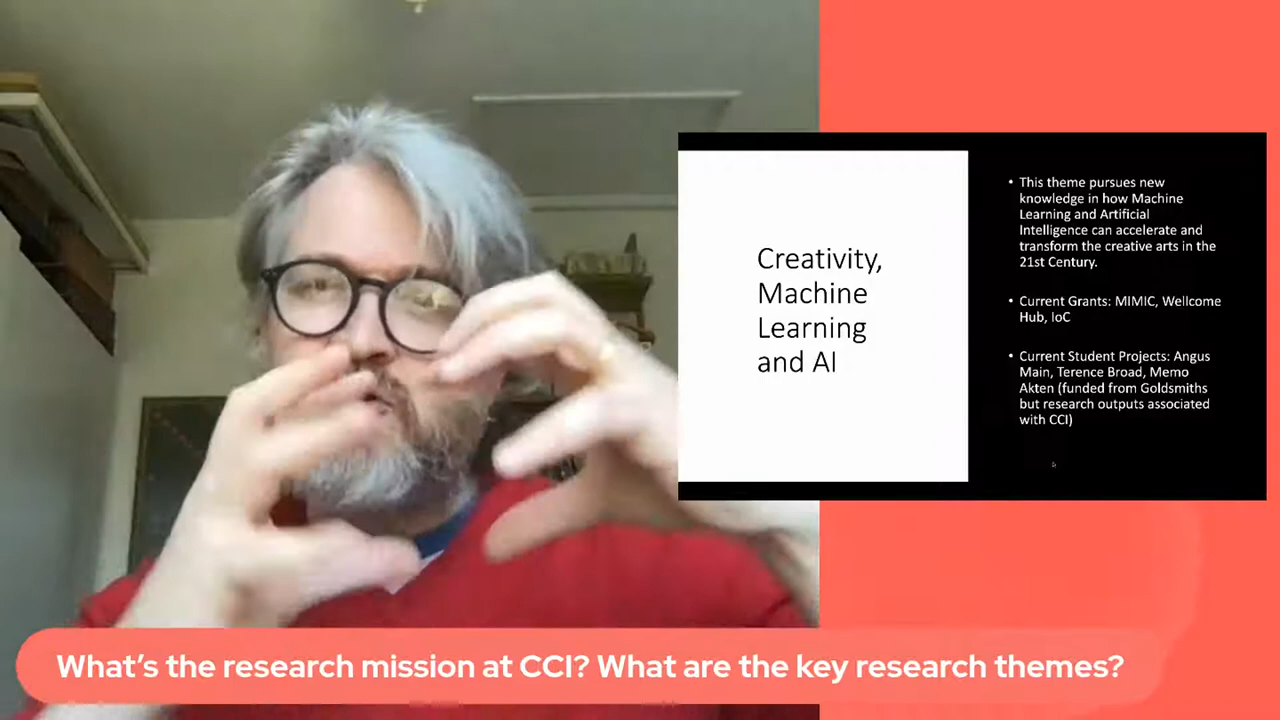 Creativity,
Machine
Learning
and AI
• This theme pursues new
knowledge in how Machine
Learning and Artificial
Intelligence can accelerate and
transform the creative arts in the
21st Century.
• Current Grants: MIMIC, Wellcome
Hub, IoC
• Current Student Projects: Angus
Main, Terence Broad, Memo
Akten (funded from Goldsmiths
but research outputs associated
with CCI)
What's the research mission at CCI? What are the key research themes?